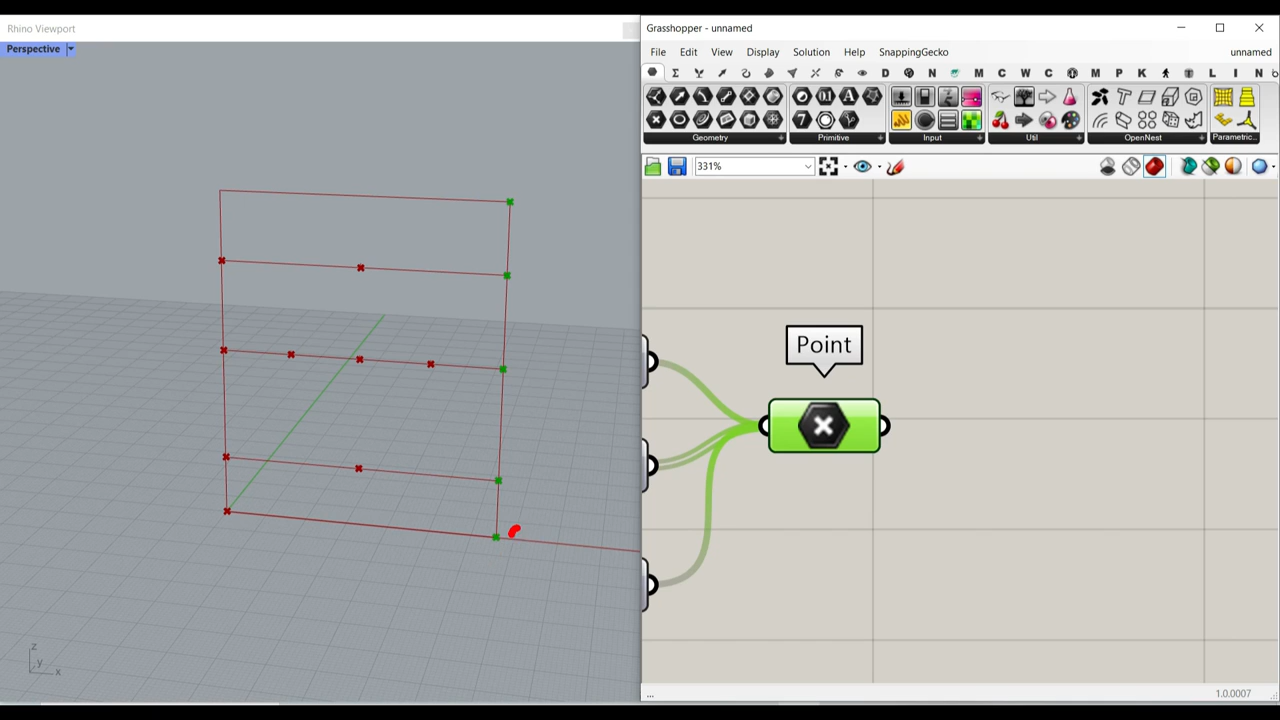 Rhino Viewport
Perspective
z
y
x
Grasshopper - unnamed
File Edit View Display Solution Help SnappingGecko unnamed
D N M C W C M P K L I N
Geometry Primitive Input Util OpenNest Parametric...
331%
Point
...
1.0.0007